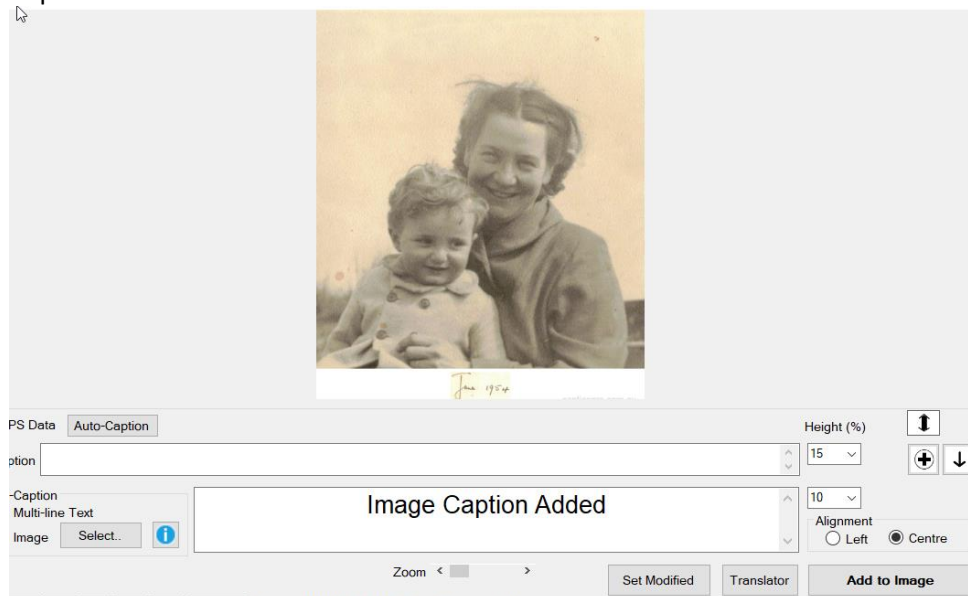 June 1954
PS Data
Auto-Caption
Height (%)
ption
15
-Caption
Multi-line Text
Image
Select..
Image Caption Added
10
Alignment
Left
Centre
Zoom
Set Modified
Translator
Add to Image